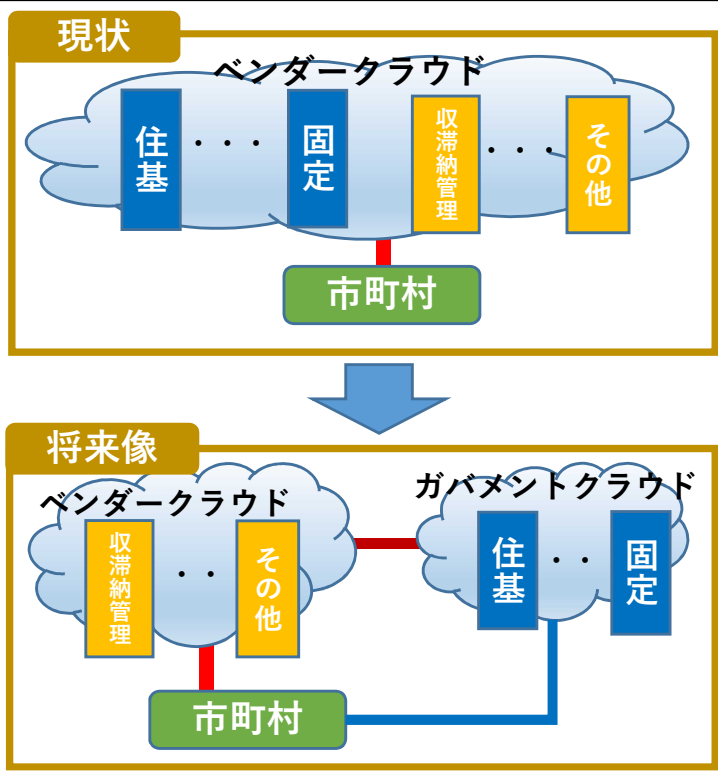 現状
ベンダークラウド
住基
・・・
固定
収滞納管理
・・・
その他
市町村
将来像
ベンダークラウド
ガバメントクラウド
収滞納管理
・・
その他
住基
・・
固定
市町村